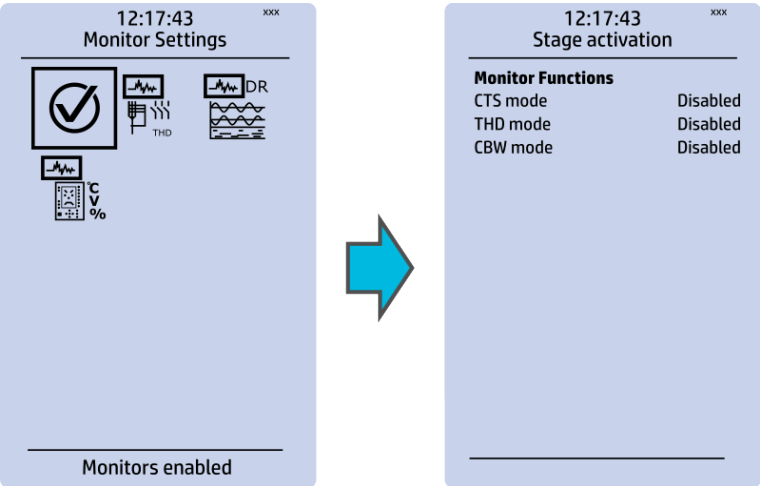 12:17:43 xxx
Monitor Settings
DR
THD
°C
V
%
Monitors enabled
12:17:43 xxx
Stage activation
Monitor Functions
CTS mode Disabled
THD mode Disabled
CBW mode Disabled